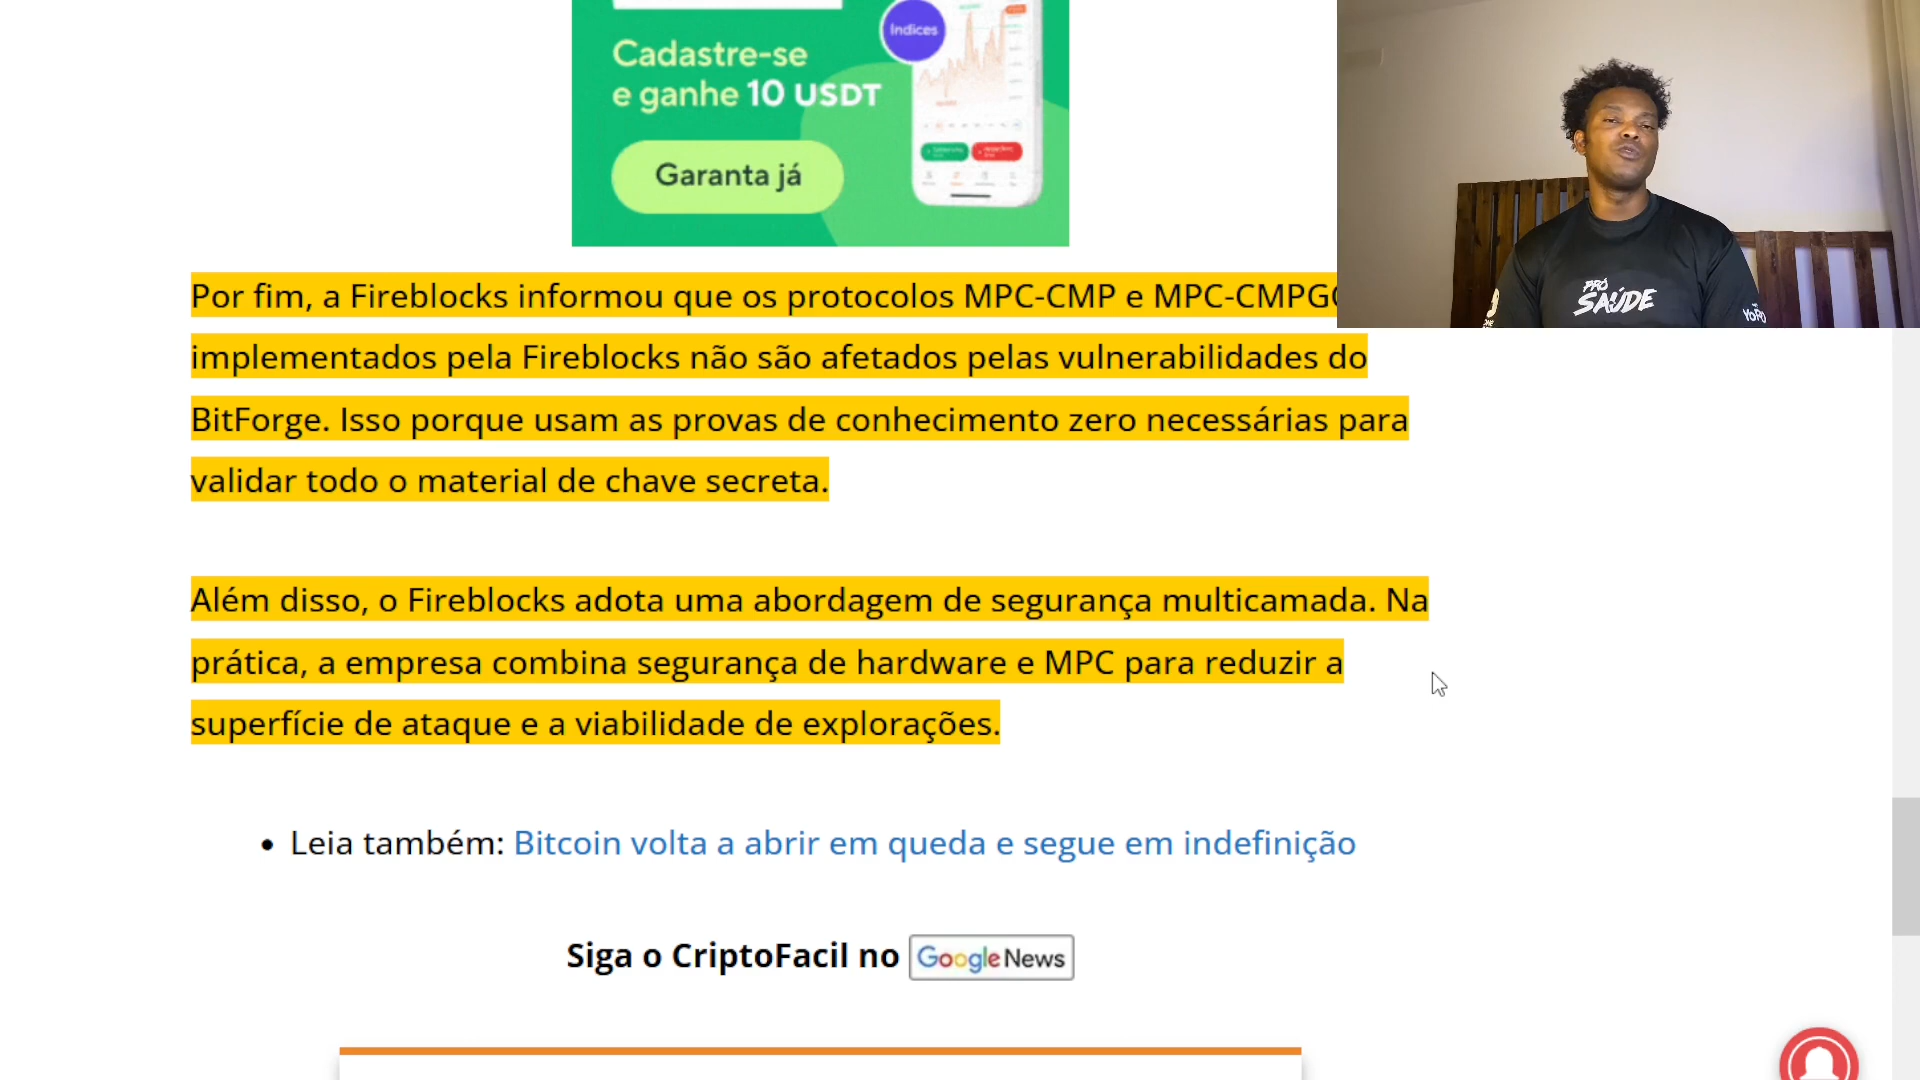 Índices
Cadastre-se
e ganhe 10 USDT
Garanta já
Por fim, a Fireblocks informou que os protocolos MPC-CMP e
implementados pela Fireblocks não são afetados pelas vulnerabilidades do
BitForge. Isso porque usam as provas de conhecimento zero necessárias para
validar todo o material de chave secreta.
Além disso, o Fireblocks adota uma abordagem de segurança multicamada. Na
prática, a empresa combina segurança de hardware e MPC para reduzir a
superfície de ataque e a viabilidade de explorações.
• Leia também: Bitcoin volta a abrir em queda e segue em indefinição
Siga o CriptoFacil no Google News
PRÓ
SAÚDE